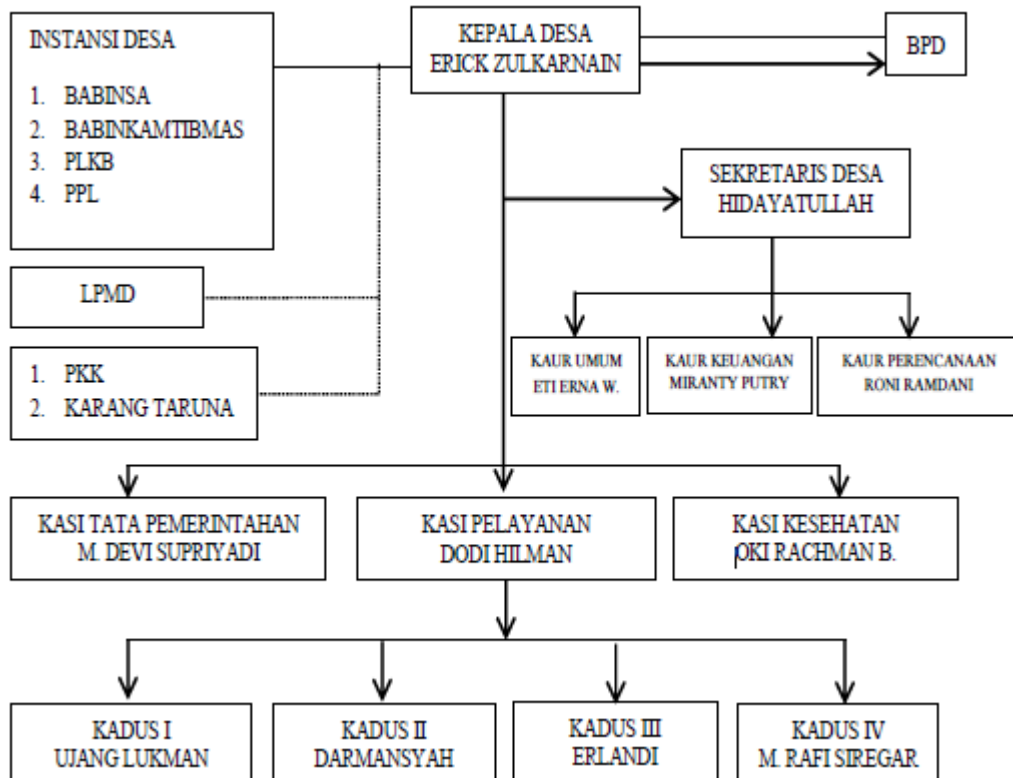 INSTANSI DESA
1. BABINSA
2. BABINKAMTIBMAS
3. PLKB
4. PPL
KEPALA DESA
ERICK ZULKARNAIN
BPD
SEKRETARIS DESA
HIDAYATULLAH
LPMD
1. PKK
2. KARANG TARUNA
KAUR UMUM
ETI ERNA W.
KAUR KEUANGAN
MIRANTY PUTRY
KAUR PERENCANAAN
RONI RAMDANI
KASI TATA PEMERINTAHAN
M. DEVI SUPRIYADI
KASI PELAYANAN
DODI HILMAN
KASI KESEHATAN
OKI RACHMAN B.
KADUS I
UJANG LUKMAN
KADUS II
DARMANSYAH
KADUS III
ERLANDI
KADUS IV
M. RAFI SIREGAR